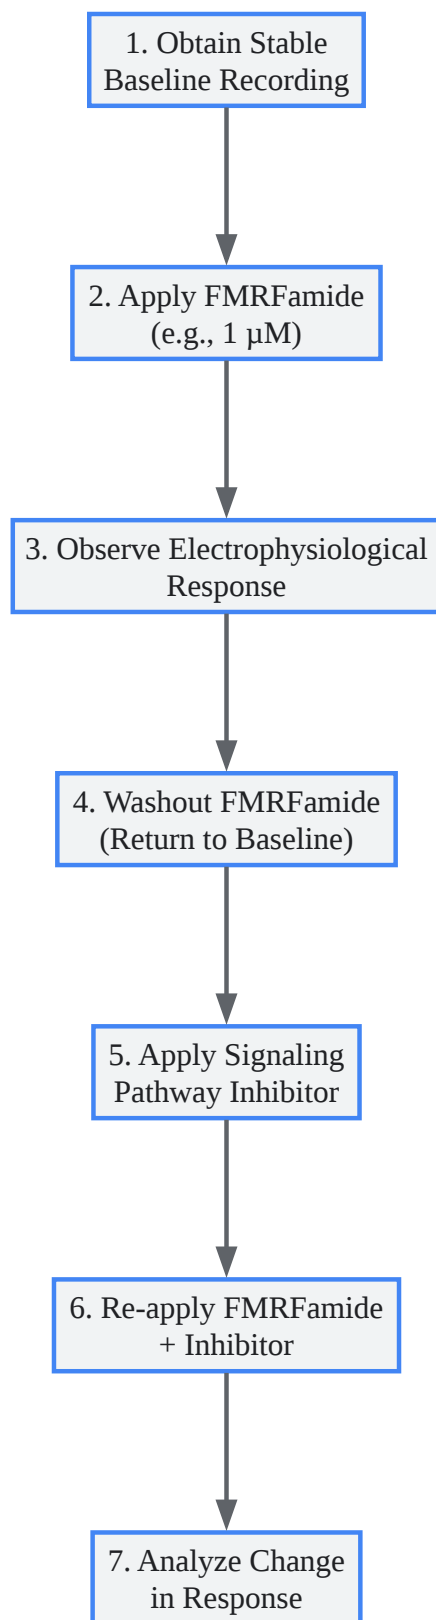 1. Obtain Stable
Baseline Recording
2. Apply FMRFamide
(e.g., 1 µM)
3. Observe Electrophysiological
Response
4. Washout FMRFamide
(Return to Baseline)
5. Apply Signaling
Pathway Inhibitor
6. Re-apply FMRFamide
+ Inhibitor
7. Analyze Change
in Response